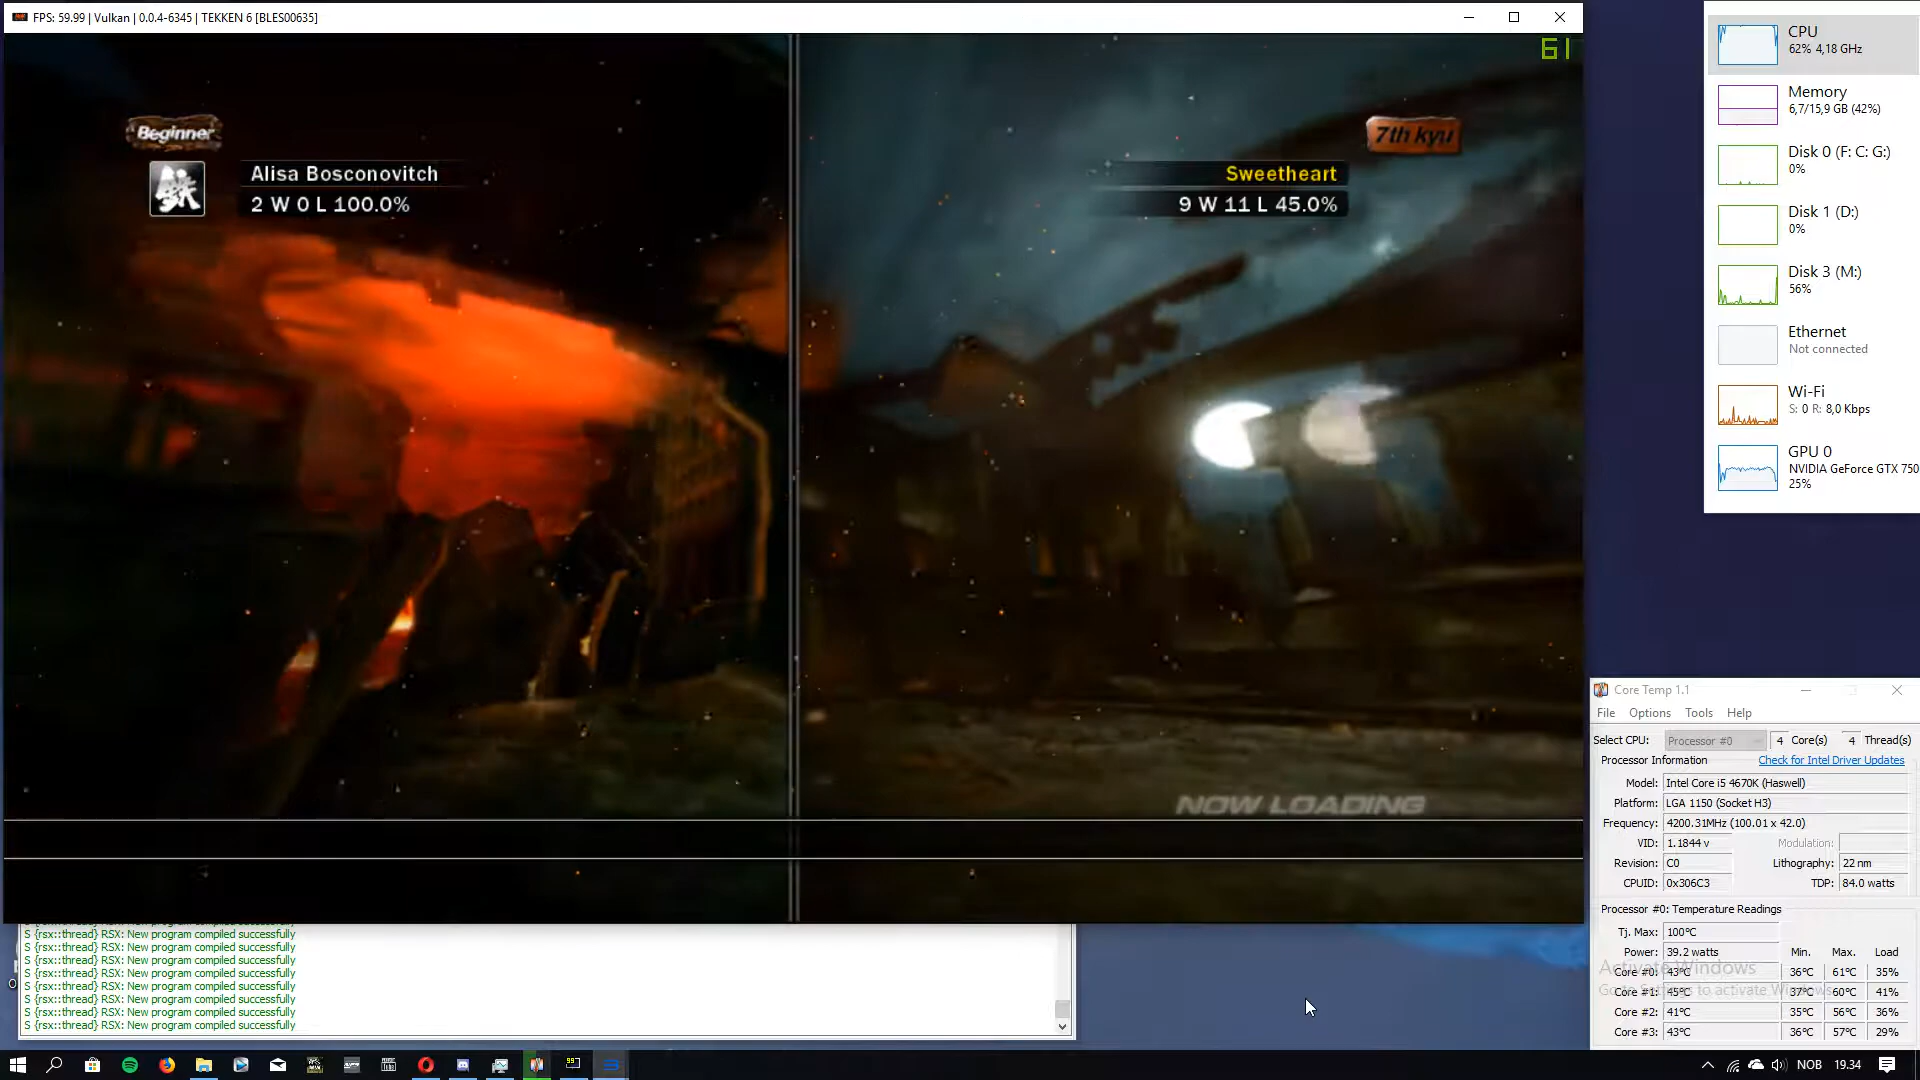 FPS: 59.99 | Vulkan | 0.0.4-6345 | TEKKEN 6 [BLES00635]
61
Beginner
鉄
Alisa Bosconovitch
2 W 0 L 100.0%
7th kyu
Sweetheart
9 W 11 L 45.0%
NOW LOADING
CPU
62% 4,18 GHz
Memory
6,7/15,9 GB (42%)
Disk 0 (F: C: G:)
0%
Disk 1 (D:)
0%
Disk 3 (M:)
56%
Ethernet
Not connected
Wi-Fi
S: 0 R: 8,0 Kbps
GPU 0
NVIDIA GeForce GTX 750
25%
Core Temp 1.1
File Options Tools Help
Select CPU: Processor #0 4 Core(s) 4 Thread(s)
Processor Information Check for Intel Driver Updates
Model: Intel Core i5 4670K (Haswell)
Platform: LGA 1150 (Socket H3)
Frequency: 4200.31MHz (100.01 x 42.0)
VID: 1.1844 v Modulation:
Revision: C0 Lithography: 22 nm
CPUID: 0x306C3 TDP: 84.0 watts
Processor #0: Temperature Readings
Tj. Max: 100°C
Power: 39.2 watts Min. Max. Load
Activate Windows
Core #0: 43°C 36°C 61°C 35%
Go to Settings to activate Windows.
Core #1: 45°C 37°C 60°C 41%
Core #2: 41°C 35°C 56°C 36%
Core #3: 43°C 36°C 57°C 29%
S {rsx::thread} RSX: New program compiled successfully
S {rsx::thread} RSX: New program compiled successfully
S {rsx::thread} RSX: New program compiled successfully
S {rsx::thread} RSX: New program compiled successfully
S {rsx::thread} RSX: New program compiled successfully
S {rsx::thread} RSX: New program compiled successfully
S {rsx::thread} RSX: New program compiled successfully
S {rsx::thread} RSX: New program compiled successfully
NOB 19.34